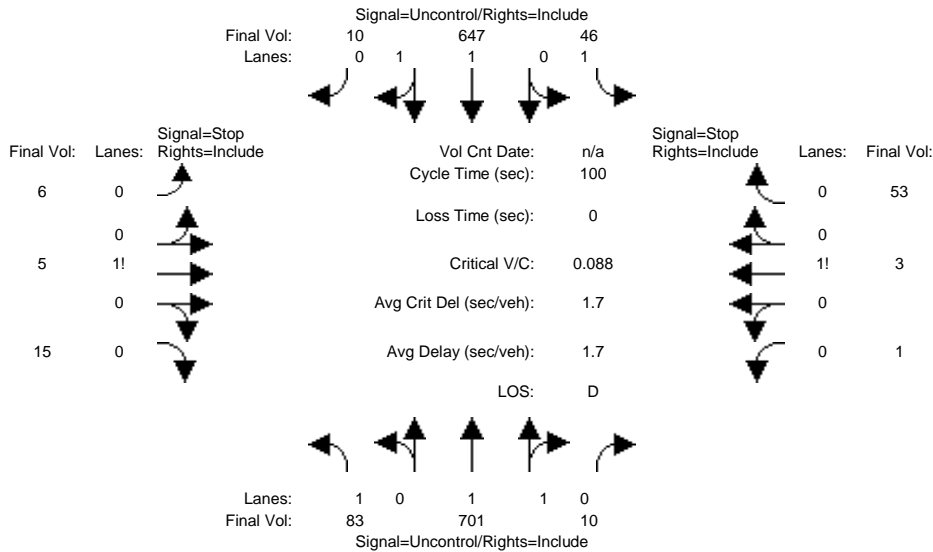 Signal=Uncontrol/Rights=Include
Final Vol: 10 647 46
Lanes: 0 1 1 0 1
Signal=Stop
Final Vol: Lanes: Rights=Include
Vol Cnt Date: n/a
Signal=Stop
Rights=Include Lanes: Final Vol:
Cycle Time (sec): 100
6 0
0 53
Loss Time (sec): 0
0
0
5 1!
Critical V/C: 0.088
1! 3
0
Avg Crit Del (sec/veh): 1.7
0
15 0
Avg Delay (sec/veh): 1.7
0 1
LOS: D
Lanes: 1 0 1 1 0
Final Vol: 83 701 10
Signal=Uncontrol/Rights=Include